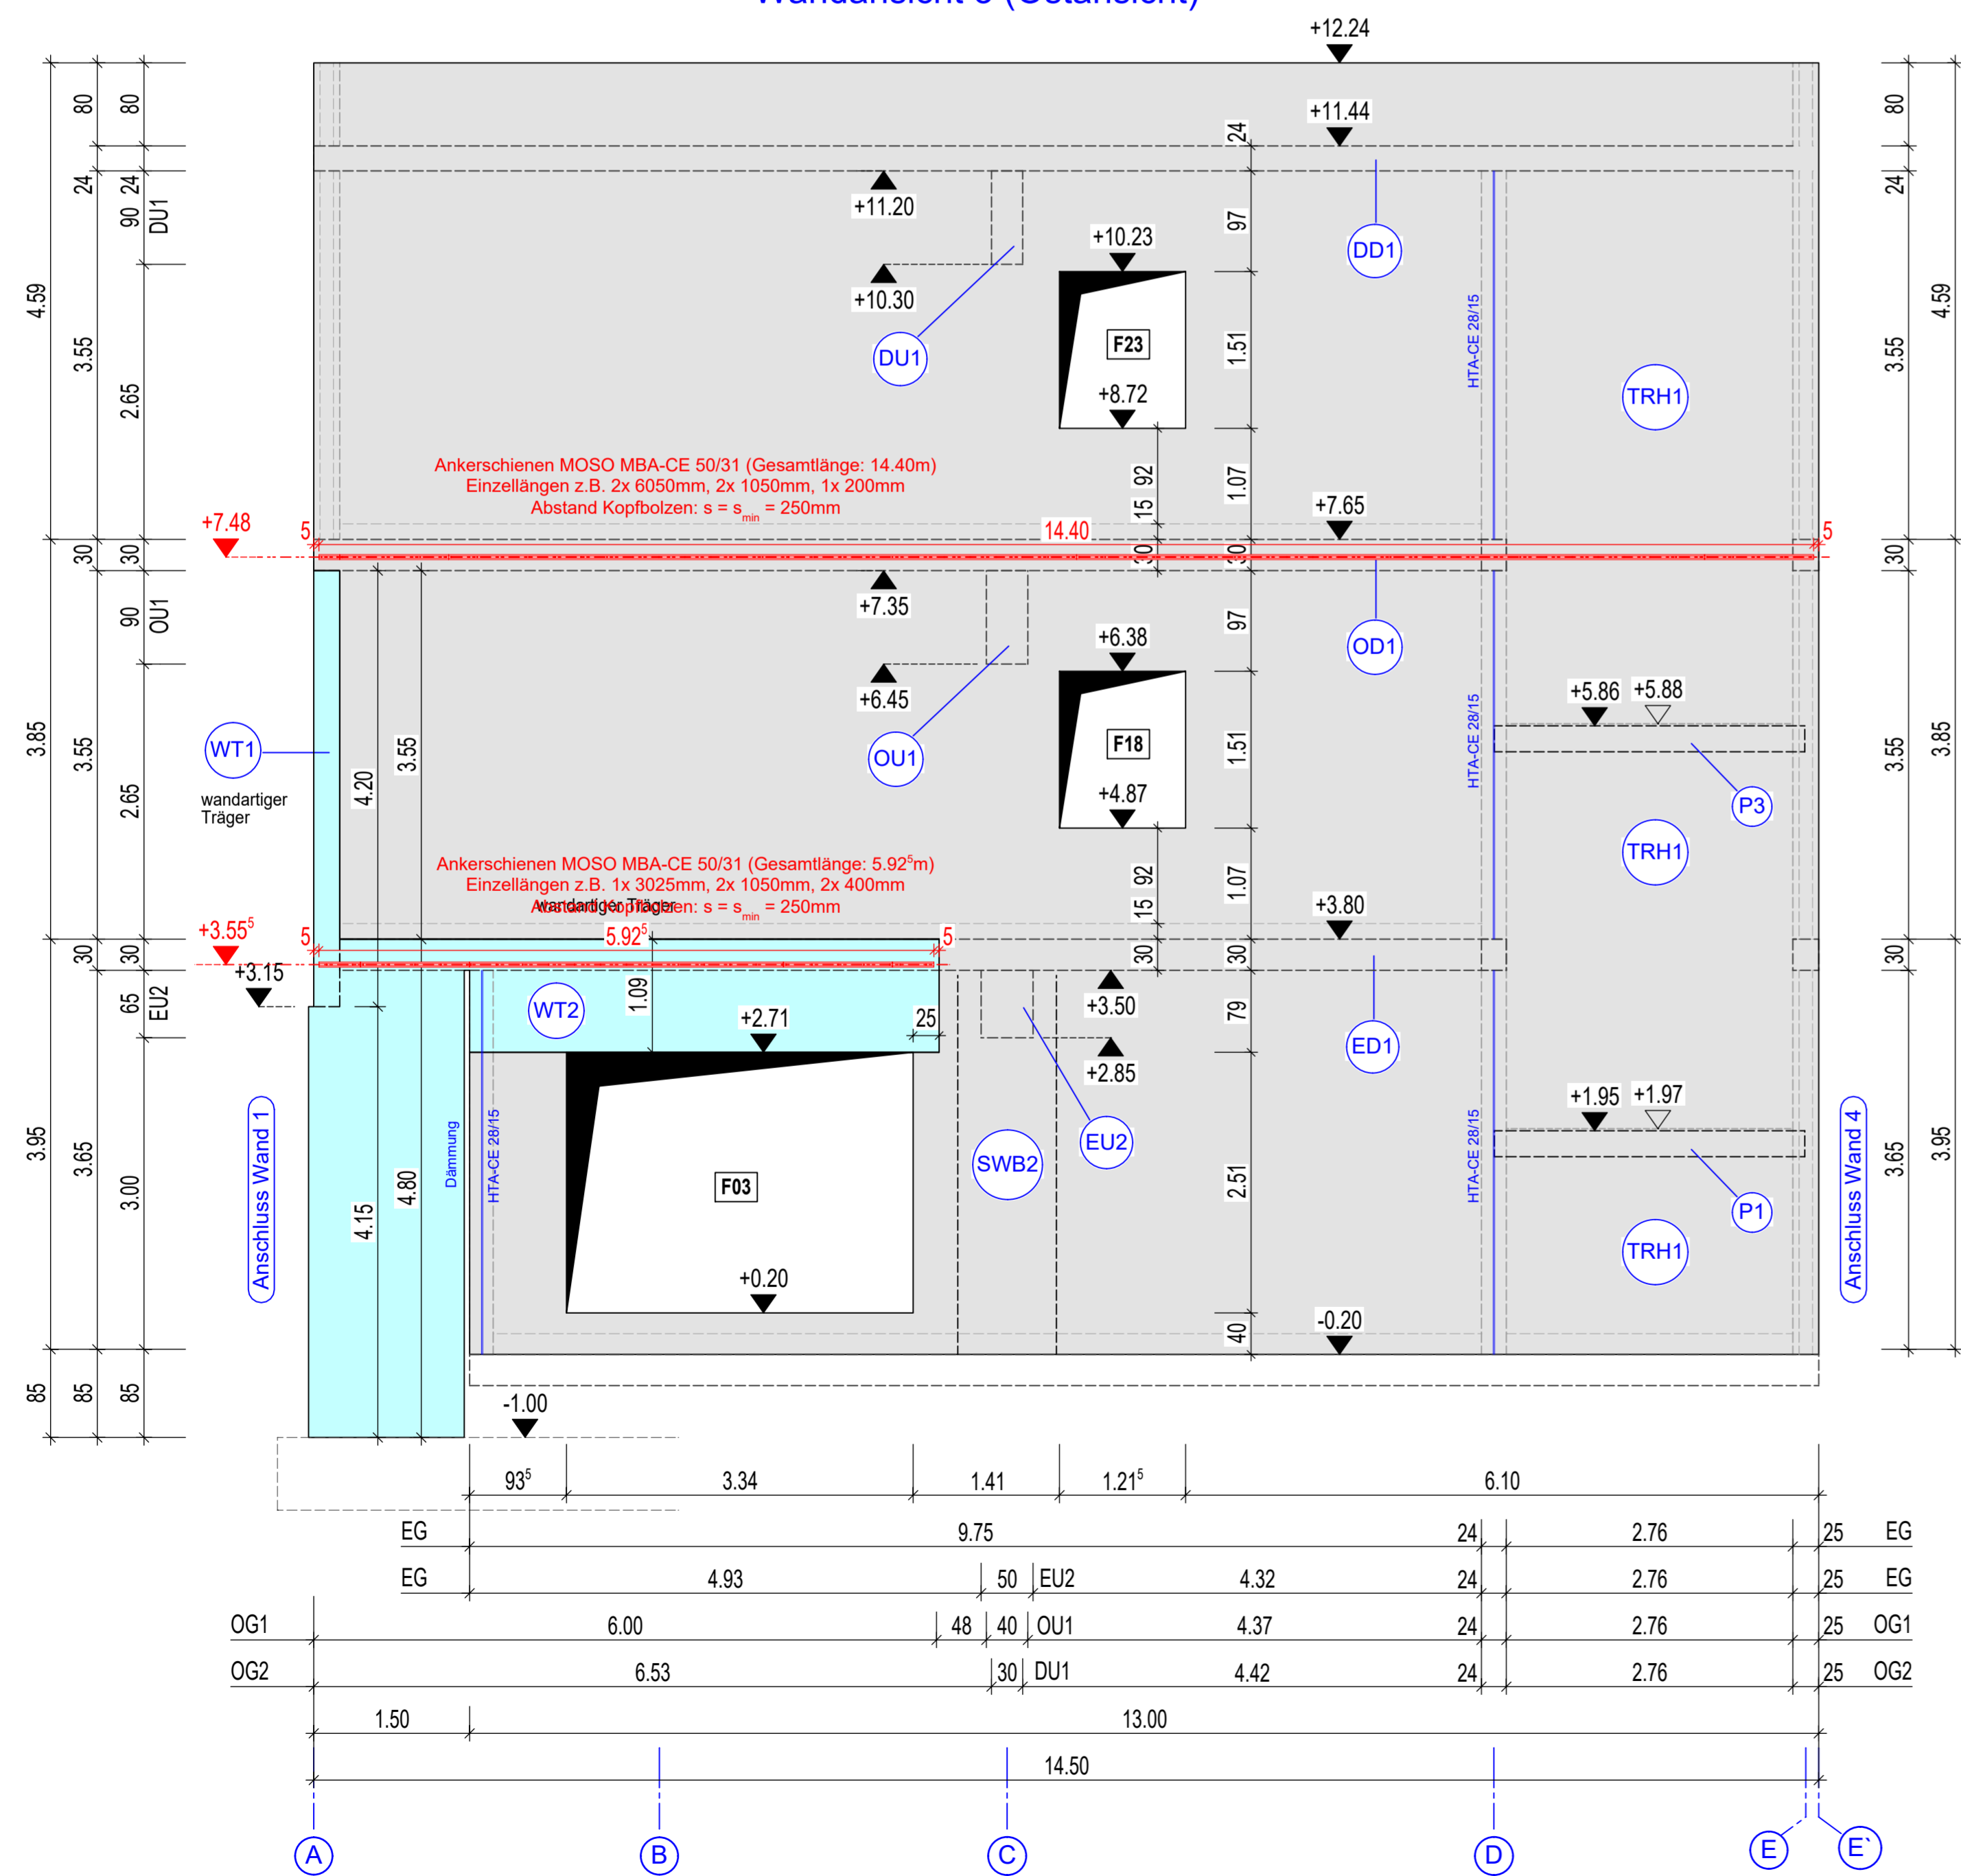 Wandansicht 3 (Ostansicht)
+12.24
80
80
80
+11.44
24
24
24
24
90
DU1
+11.20
97
DD1
+10.23
+10.30
4.59
4.59
3.55
2.65
DU1
F23
1.51
HTA-CE 28/15
3.55
+8.72
TRH1
Ankerschienen MOSO MBA-CE 50/31 (Gesamtlänge: 14.40m)
Einzellängen z.B. 2x 6050mm, 2x 1050mm, 1x 200mm
Abstand Kopfbolzen: s = smin = 250mm
92
15
1.07
+7.65
+7.48
5
14.40
5
30
30
30
30
30
90
OU1
+7.35
97
OD1
+6.38
+6.45
+5.86
+5.88
3.85
3.55
2.65
WT1
wandartiger
Träger
4.20
3.55
OU1
F18
1.51
HTA-CE 28/15
3.55
3.85
+4.87
P3
TRH1
Ankerschienen MOSO MBA-CE 50/31 (Gesamtlänge: 5.92⁵m)
Einzellängen z.B. 1x 3025mm, 2x 1050mm, 2x 400mm
Abstand Kopfbolzen: s = smin = 250mm
wandartiger Träger
92
15
1.07
+3.80
+3.55⁵
5
5.92⁵
5
30
30
30
30
30
+3.15
65
EU2
WT2
1.09
+2.71
25
+3.50
79
ED1
+2.85
+1.95
+1.97
Anschluss Wand 1
Dämmung
HTA-CE 28/15
SWB2
EU2
HTA-CE 28/15
Anschluss Wand 4
3.95
3.65
3.00
4.15
4.80
F03
2.51
P1
3.65
3.95
TRH1
+0.20
40
-0.20
85
85
85
-1.00
93⁵
3.34
1.41
1.21⁵
6.10
EG
9.75
24
2.76
25
EG
EG
4.93
50
EU2
4.32
24
2.76
25
EG
OG1
6.00
48
40
OU1
4.37
24
2.76
25
OG1
OG2
6.53
30
DU1
4.42
24
2.76
25
OG2
1.50
13.00
14.50
A
B
C
D
E
E`